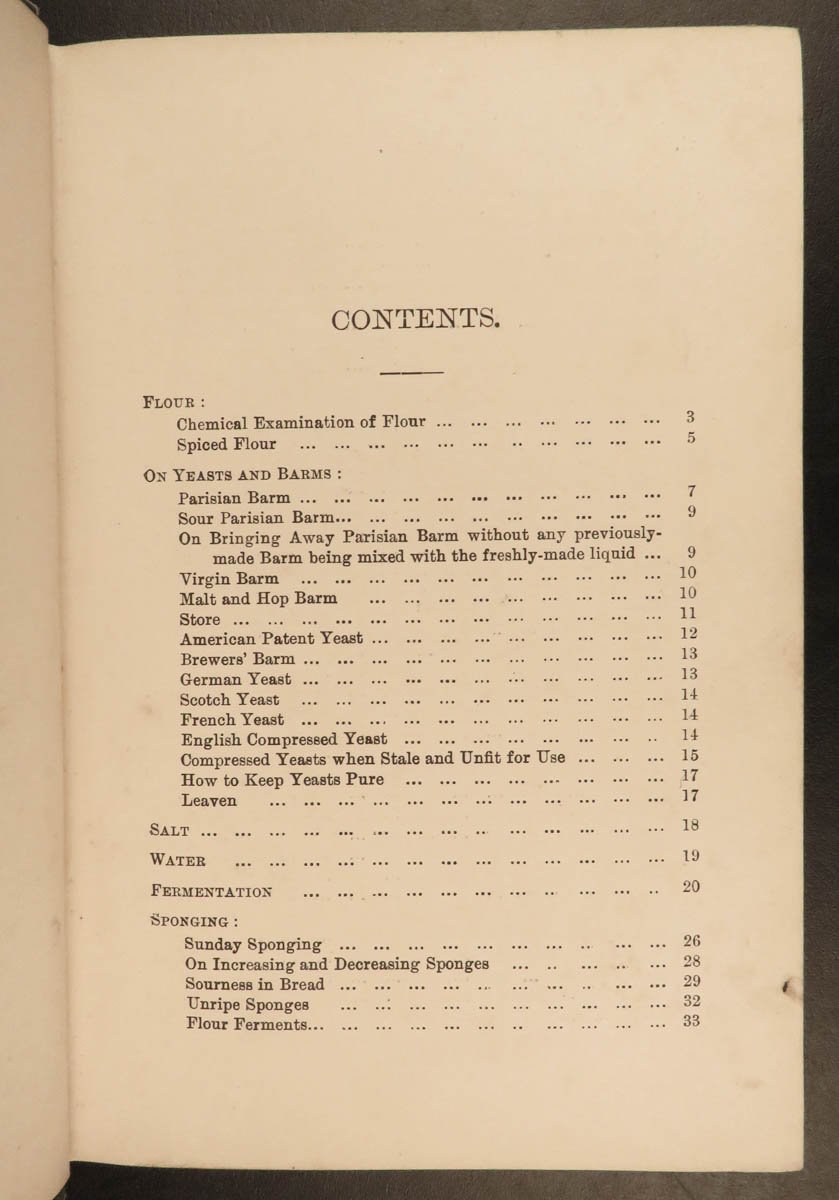 CONTENTS.
FLOUR :
Chemical Examination of Flour ... ... ... ... ... ... ... 3
Spiced Flour ... ... ... ... ... ... .. ... ... ... ... 5
ON YEASTS AND BARMS :
Parisian Barm ... ... ... ... ... ... ... ... ... ... ... 7
Sour Parisian Barm... ... ... ... ... ... ... ... ... ... 9
On Bringing Away Parisian Barm without any previously-
made Barm being mixed with the freshly-made liquid ... 9
Virgin Barm ... ... ... ... ... ... ... ... ... ... ... 10
Malt and Hop Barm ... ... ... ... ... ... ... ... ... 10
Store ... ... ... ... ... ... ... ... ... ... ... ... ... 11
American Patent Yeast ... ... ... ... ... ... ... ... ... 12
Brewers' Barm ... ... ... ... ... ... ... ... ... ... ... 13
German Yeast ... ... ... ... ... ... ... ... ... ... ... 13
Scotch Yeast ... ... ... ... ... ... ... ... ... ... ... 14
French Yeast ... ... ... ... ... ... ... ... ... ... ... 14
English Compressed Yeast ... ... ... ... ... ... ... .. 14
Compressed Yeasts when Stale and Unfit for Use ... ... ... 15
How to Keep Yeasts Pure ... ... ... ... ... ... ... ... 17
Leaven ... ... ... ... ... ... ... ... ... ... ... ... 17
SALT ... ... ... ... ... ... ... ... .. ... ... ... ... ... 18
WATER ... ... ... ... ... ... ... ... ... ... ... ... ... 19
FERMENTATION ... ... ... ... ... ... ... .. ... ... .. 20
SPONGING :
Sunday Sponging ... ... ... ... ... ... ... .. ... ... 26
On Increasing and Decreasing Sponges ... .. ... .. ... 28
Sourness in Bread ... ... ... ... ... ... ... .. ... ... 29
Unripe Sponges ... ... ... ... ... ... ... ... ... ... 32
Flour Ferments... ... ... ... ... ... .. ... ... ... ... 33